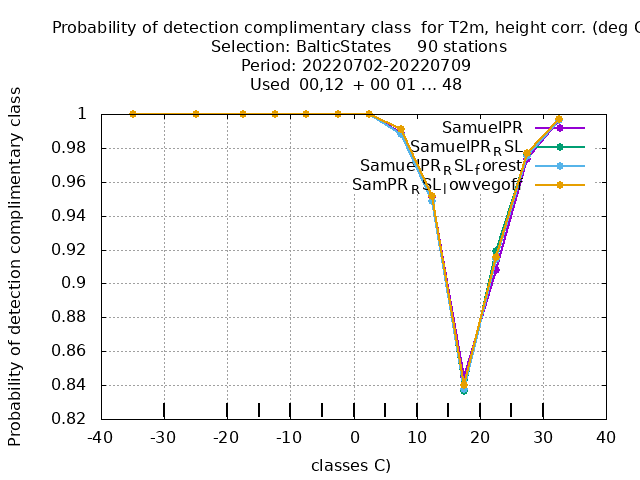 Probability of detection complimentary class  for T2m, height corr. (deg C
Selection: BalticStates     90 stations
Period: 20220702-20220709
Used  00,12  + 00 01 ... 48
Probability of detection complimentary class
1
0.98
0.96
0.94
0.92
0.9
0.88
0.86
0.84
0.82
SamuelPR
SamuelPR_RSL
SamuelPR_RSL_forest
SamPR_RSL_lowvegoff
-40 -30 -20 -10 0 10 20 30 40
classes C)